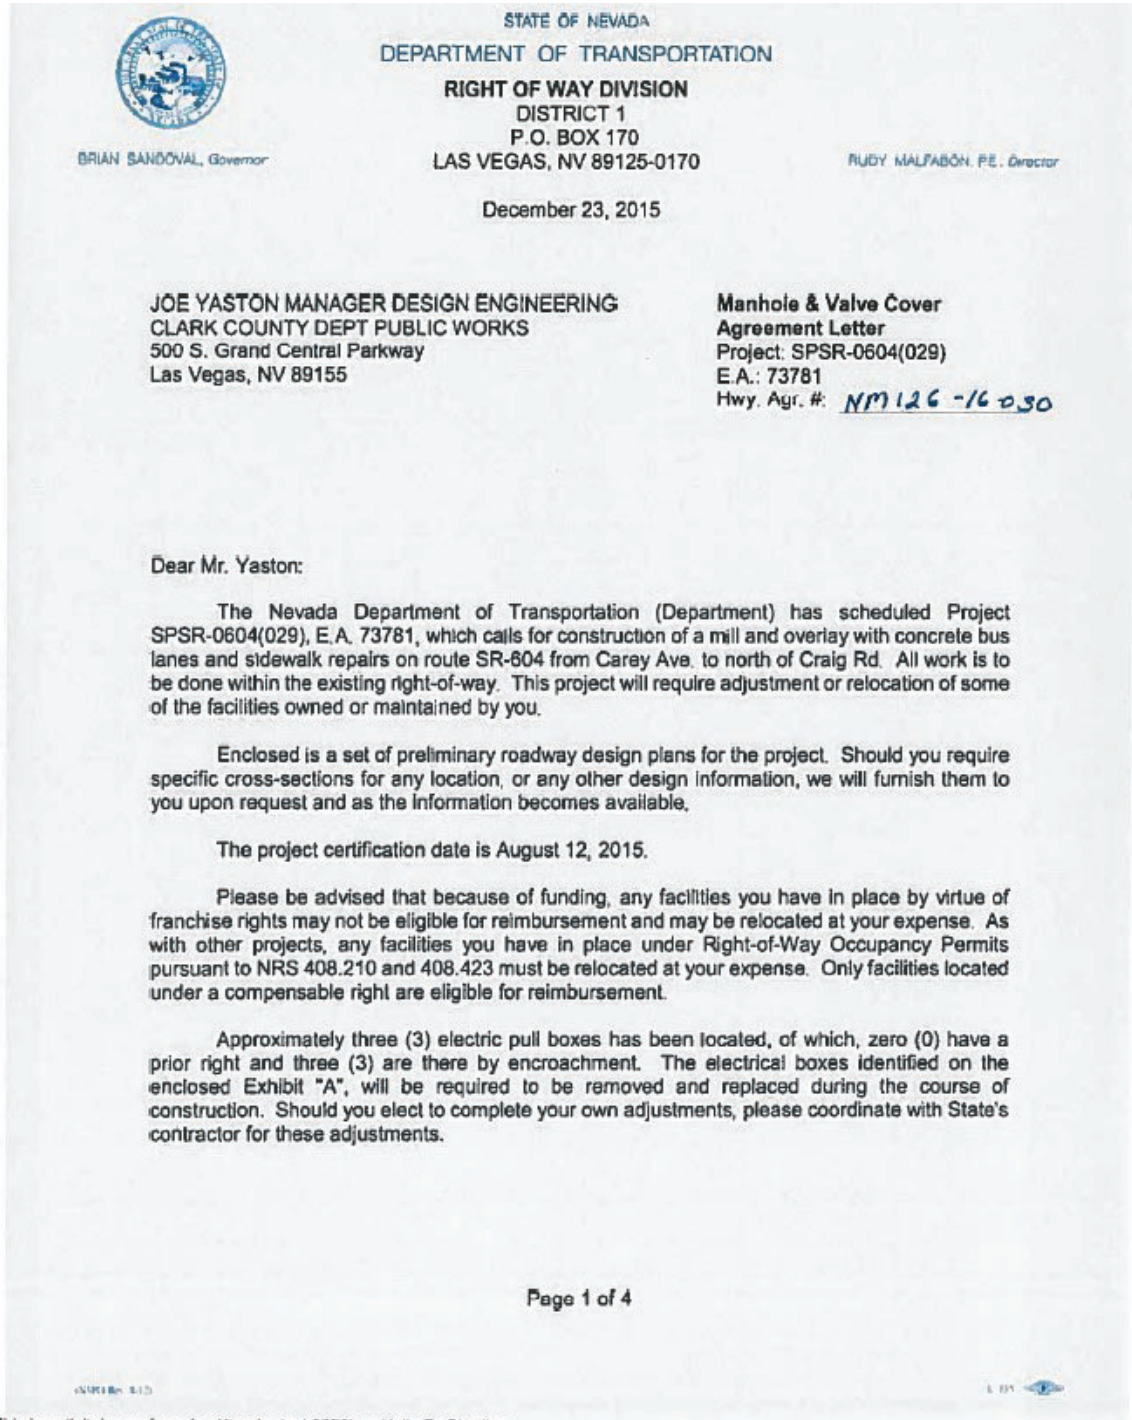 STATE OF NEVADA
DEPARTMENT OF TRANSPORTATION
RIGHT OF WAY DIVISION
DISTRICT 1
P.O. BOX 170
LAS VEGAS, NV 89125-0170
BRIAN SANDOVAL, Governor
RUDY MALFABON, P.E., Director
December 23, 2015
JOE YASTON MANAGER DESIGN ENGINEERING
CLARK COUNTY DEPT PUBLIC WORKS
500 S. Grand Central Parkway
Las Vegas, NV 89155
Manhole & Valve Cover
Agreement Letter
Project: SPSR-0604(029)
E.A.: 73781
Hwy. Agr. #: NM126-16030
Dear Mr. Yaston:
The Nevada Department of Transportation (Department) has scheduled Project
SPSR-0604(029), E.A. 73781, which calls for construction of a mill and overlay with concrete bus
lanes and sidewalk repairs on route SR-604 from Carey Ave. to north of Craig Rd. All work is to
be done within the existing right-of-way. This project will require adjustment or relocation of some
of the facilities owned or maintained by you.
Enclosed is a set of preliminary roadway design plans for the project. Should you require
specific cross-sections for any location, or any other design information, we will furnish them to
you upon request and as the information becomes available.
The project certification date is August 12, 2015.
Please be advised that because of funding, any facilities you have in place by virtue of
franchise rights may not be eligible for reimbursement and may be relocated at your expense. As
with other projects, any facilities you have in place under Right-of-Way Occupancy Permits
pursuant to NRS 408.210 and 408.423 must be relocated at your expense. Only facilities located
under a compensable right are eligible for reimbursement.
Approximately three (3) electric pull boxes has been located, of which, zero (0) have a
prior right and three (3) are there by encroachment. The electrical boxes identified on the
enclosed Exhibit "A", will be required to be removed and replaced during the course of
construction. Should you elect to complete your own adjustments, please coordinate with State's
contractor for these adjustments.
Page 1 of 4